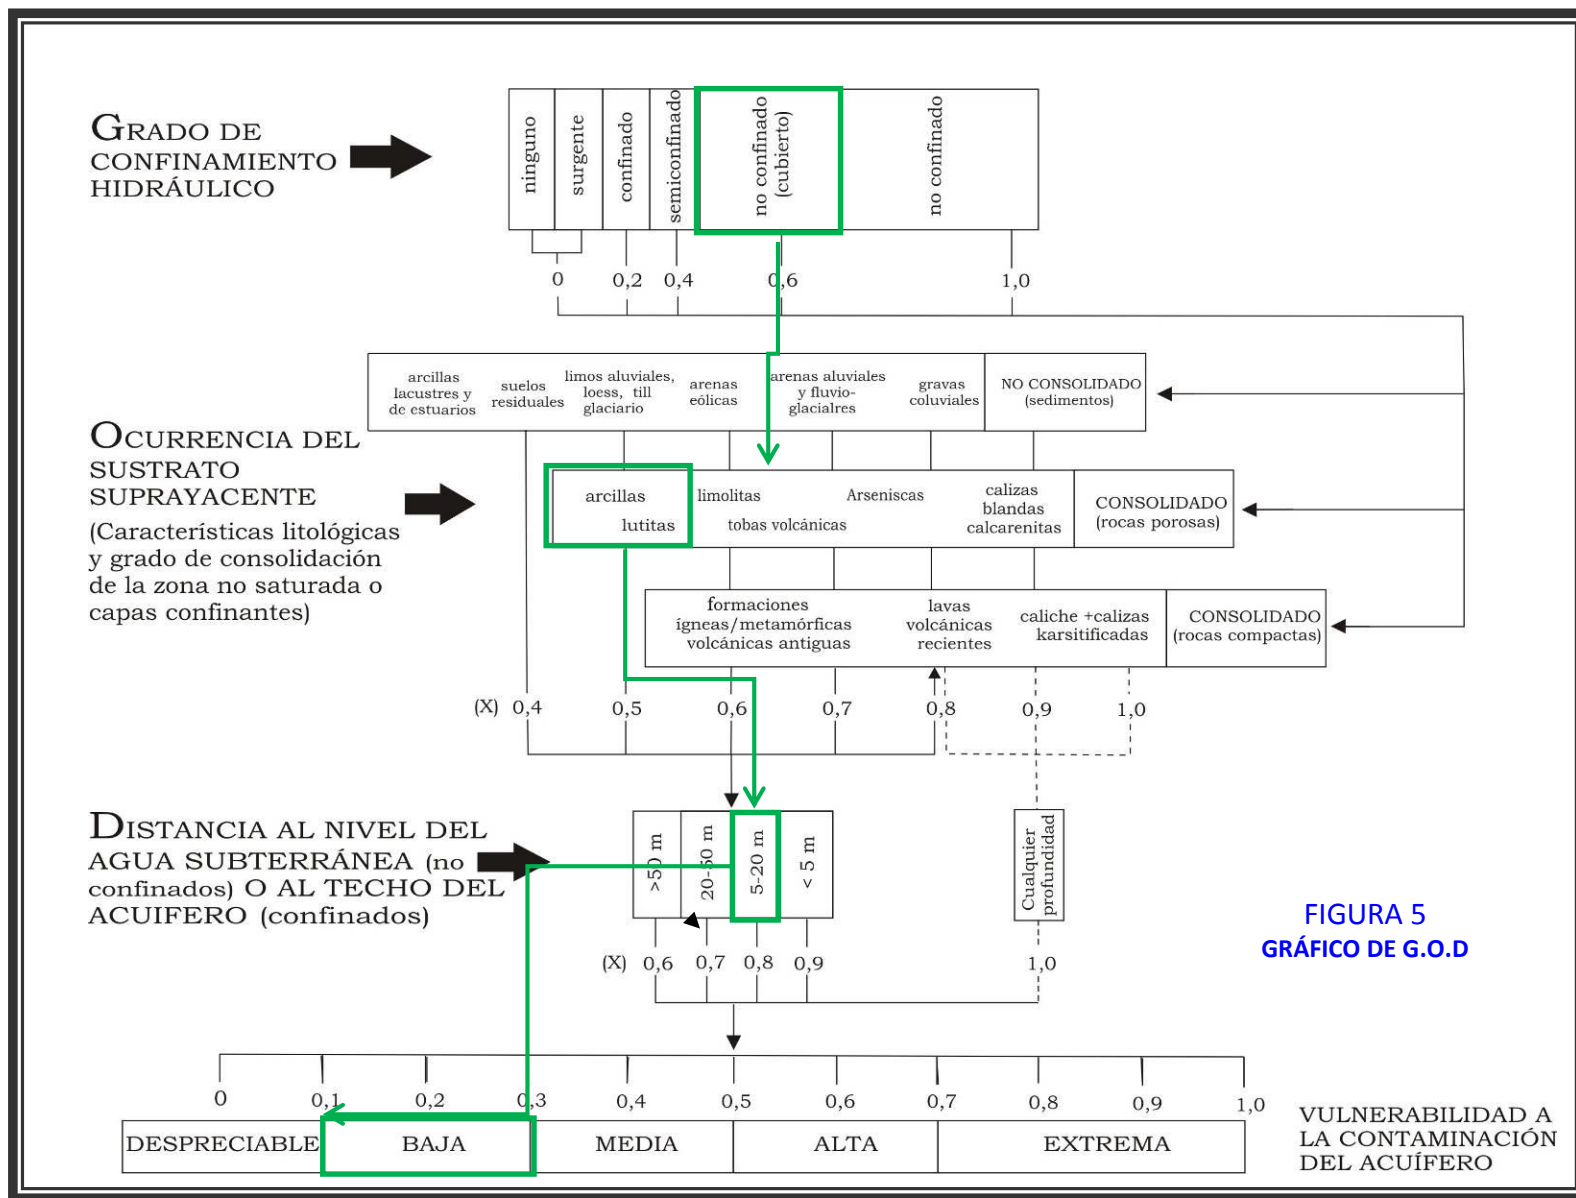 GRADO DE
CONFINAMIENTO
HIDRÁULICO
ninguno
surgente
confinado
semiconfinado
no confinado
(cubierto)
no confinado
0
0,2
0,4
0,6
1,0
arcillas
lacustres y
de estuarios
suelos
residuales
limos aluviales,
loess, till
glaciario
arenas
eólicas
arenas aluviales
y fluvio-
glacialres
gravas
coluviales
NO CONSOLIDADO
(sedimentos)
OCURRENCIA DEL
SUSTRATO
SUPRAYACENTE
(Características litológicas
y grado de consolidación
de la zona no saturada o
capas confinantes)
arcillas
lutitas
limolitas
tobas volcánicas
Arseniscas
calizas
blandas
calcarenitas
CONSOLIDADO
(rocas porosas)
formaciones
ígneas/metamórficas
volcánicas antiguas
lavas
volcánicas
recientes
caliche +calizas
karsitificadas
CONSOLIDADO
(rocas compactas)
(X) 0,4 0,5 0,6 0,7 0,8 0,9 1,0
DISTANCIA AL NIVEL DEL
AGUA SUBTERRÁNEA (no
confinados) O AL TECHO DEL
ACUIFERO (confinados)
>50 m
20-50 m
5-20 m
< 5 m
Cualquier
profundidad
(X) 0,6 0,7 0,8 0,9 1,0
FIGURA 5
GRÁFICO DE G.O.D
0 0,1 0,2 0,3 0,4 0,5 0,6 0,7 0,8 0,9 1,0
DESPRECIABLE BAJA MEDIA ALTA EXTREMA
VULNERABILIDAD A
LA CONTAMINACIÓN
DEL ACUÍFERO